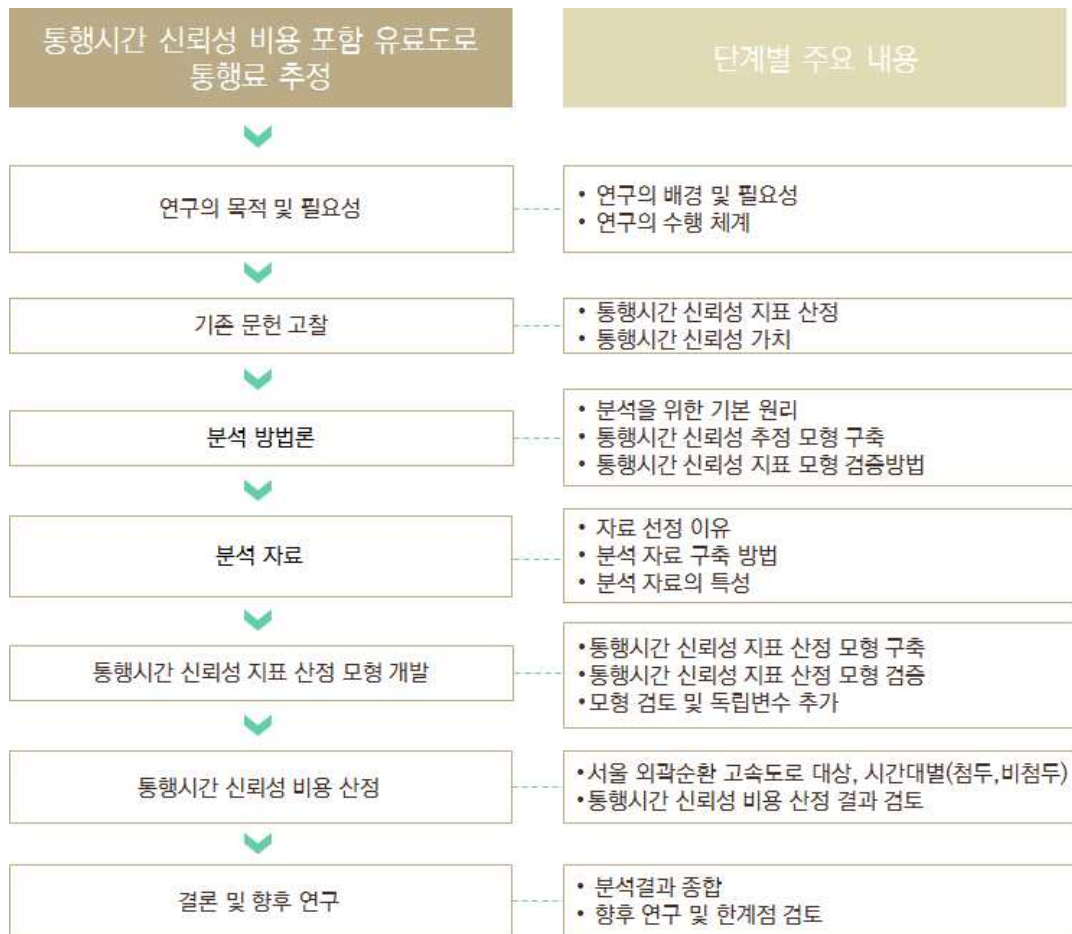 통행시간 신뢰성 비용 포함 유료도로
통행료 추정
단계별 주요 내용
연구의 목적 및 필요성
• 연구의 배경 및 필요성
• 연구의 수행 체계
기존 문헌 고찰
• 통행시간 신뢰성 지표 산정
• 통행시간 신뢰성 가치
분석 방법론
• 분석을 위한 기본 원리
• 통행시간 신뢰성 추정 모형 구축
• 통행시간 신뢰성 지표 모형 검증방법
분석 자료
• 자료 선정 이유
• 분석 자료 구축 방법
• 분석 자료의 특성
통행시간 신뢰성 지표 산정 모형 개발
•통행시간 신뢰성 지표 산정 모형 구축
•통행시간 신뢰성 지표 산정 모형 검증
•모형 검토 및 독립변수 추가
통행시간 신뢰성 비용 산정
•서울 외곽순환 고속도로 대상, 시간대별(첨두,비첨두)
•통행시간 신뢰성 비용 산정 결과 검토
결론 및 향후 연구
• 분석결과 종합
• 향후 연구 및 한계점 검토